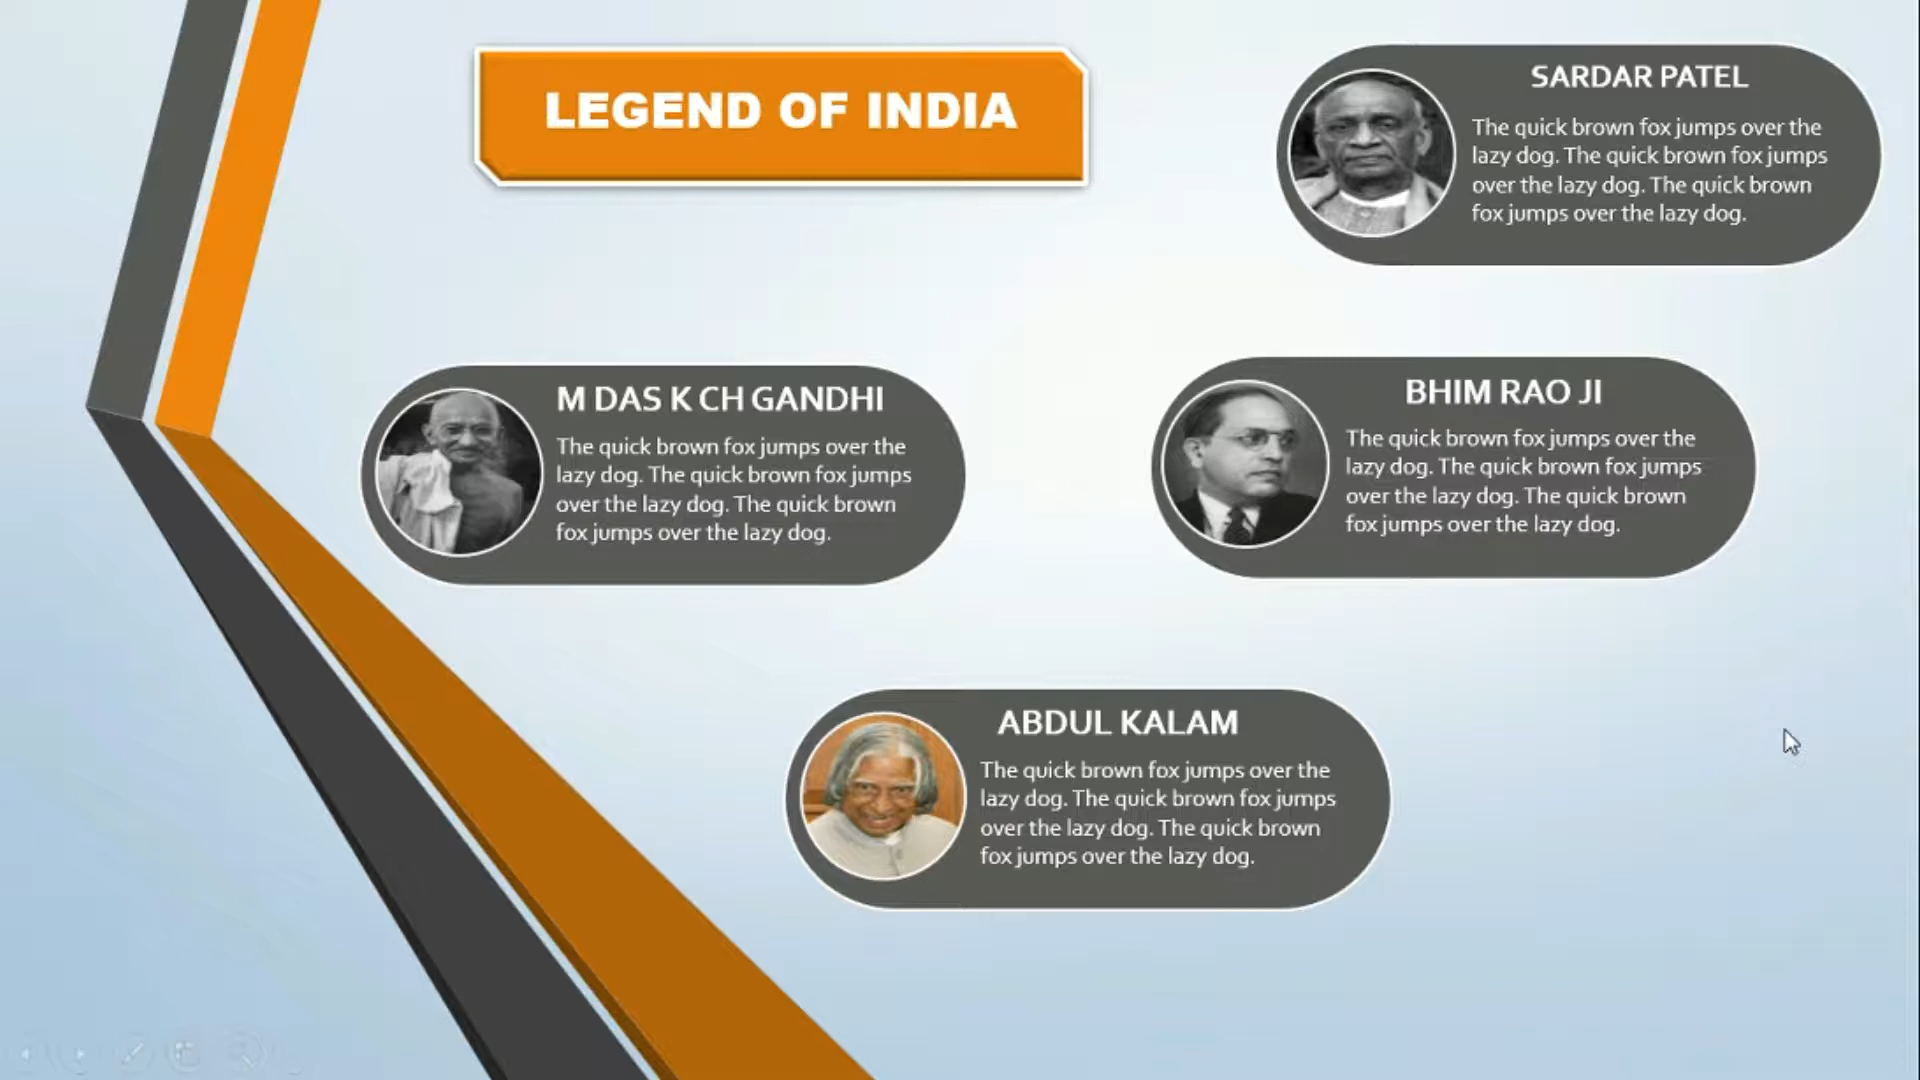 LEGEND OF INDIA
SARDAR PATEL
The quick brown fox jumps over the
lazy dog. The quick brown fox jumps
over the lazy dog. The quick brown
fox jumps over the lazy dog.
M DAS K CH GANDHI
The quick brown fox jumps over the
lazy dog. The quick brown fox jumps
over the lazy dog. The quick brown
fox jumps over the lazy dog.
BHIM RAO JI
The quick brown fox jumps over the
lazy dog. The quick brown fox jumps
over the lazy dog. The quick brown
fox jumps over the lazy dog.
ABDUL KALAM
The quick brown fox jumps over the
lazy dog. The quick brown fox jumps
over the lazy dog. The quick brown
fox jumps over the lazy dog.